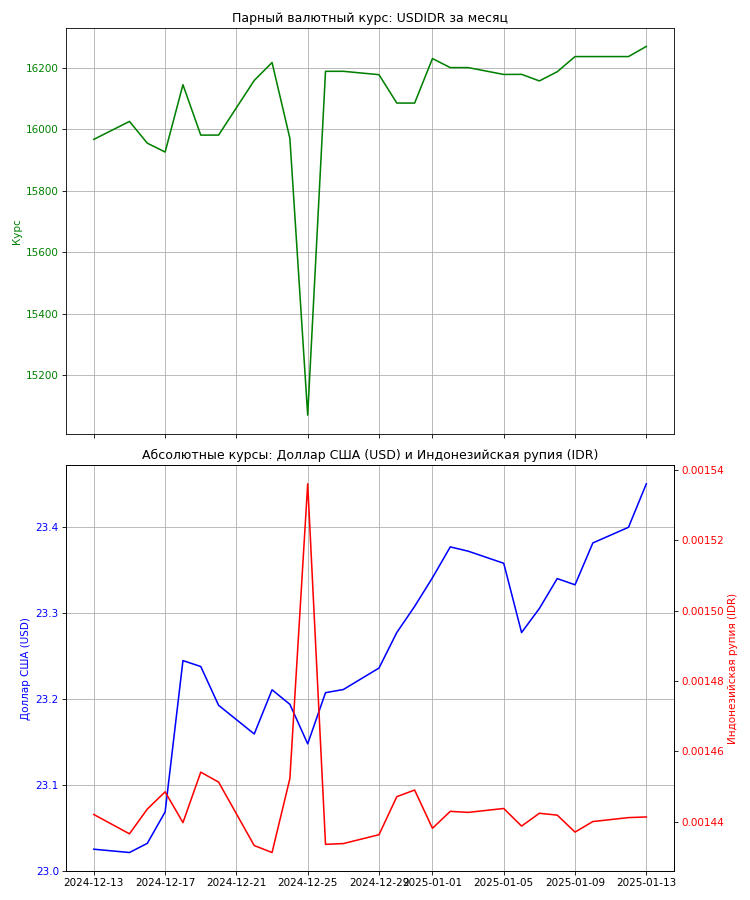 Парный валютный курс: USDIDR за месяц
16200
16000
15800
15600
15400
15200
Курс
Абсолютные курсы: Доллар США (USD) и Индонезийская рупия (IDR)
23.4
23.3
23.2
23.1
23.0
Доллар США (USD)
0.00154
0.00152
0.00150
0.00148
0.00146
0.00144
Индонезийская рупия (IDR)
2024-12-13 2024-12-17 2024-12-21 2024-12-25 2024-12-29 2025-01-01 2025-01-05 2025-01-09 2025-01-13